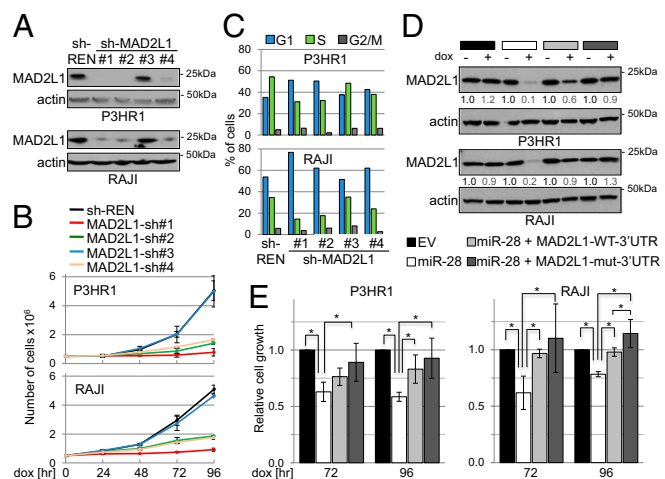 A
sh-
REN
sh-MAD2L1
#1 #2 #3 #4
MAD2L1
25kDa
actin
50kDa
P3HR1
MAD2L1
25kDa
actin
50kDa
RAJI
B
sh-REN
MAD2L1-sh#1
MAD2L1-sh#2
MAD2L1-sh#3
MAD2L1-sh#4
Number of cells x10⁶
P3HR1
6
4
2
0
RAJI
6
4
2
0
dox [hr] 0 24 48 72 96
C
G1 S G2/M
% of cells
P3HR1
60
50
40
30
20
10
0
RAJI
80
70
60
50
40
30
20
10
0
sh-
REN
#1 #2 #3 #4
sh-MAD2L1
D
dox - + - + - + - +
MAD2L1
25kDa
1.0 1.2 1.0 0.1 1.0 0.6 1.0 0.9
actin
50kDa
P3HR1
MAD2L1
25kDa
1.0 0.9 1.0 0.2 1.0 0.9 1.0 1.3
actin
50kDa
RAJI
EV
miR-28 + MAD2L1-WT-3'UTR
miR-28
miR-28 + MAD2L1-mut-3'UTR
E
Relative cell growth
P3HR1
* * * * *
1.0
0.5
0
dox [hr] 72 96
RAJI
* * * * * * *
1.0
0.5
0
72 96